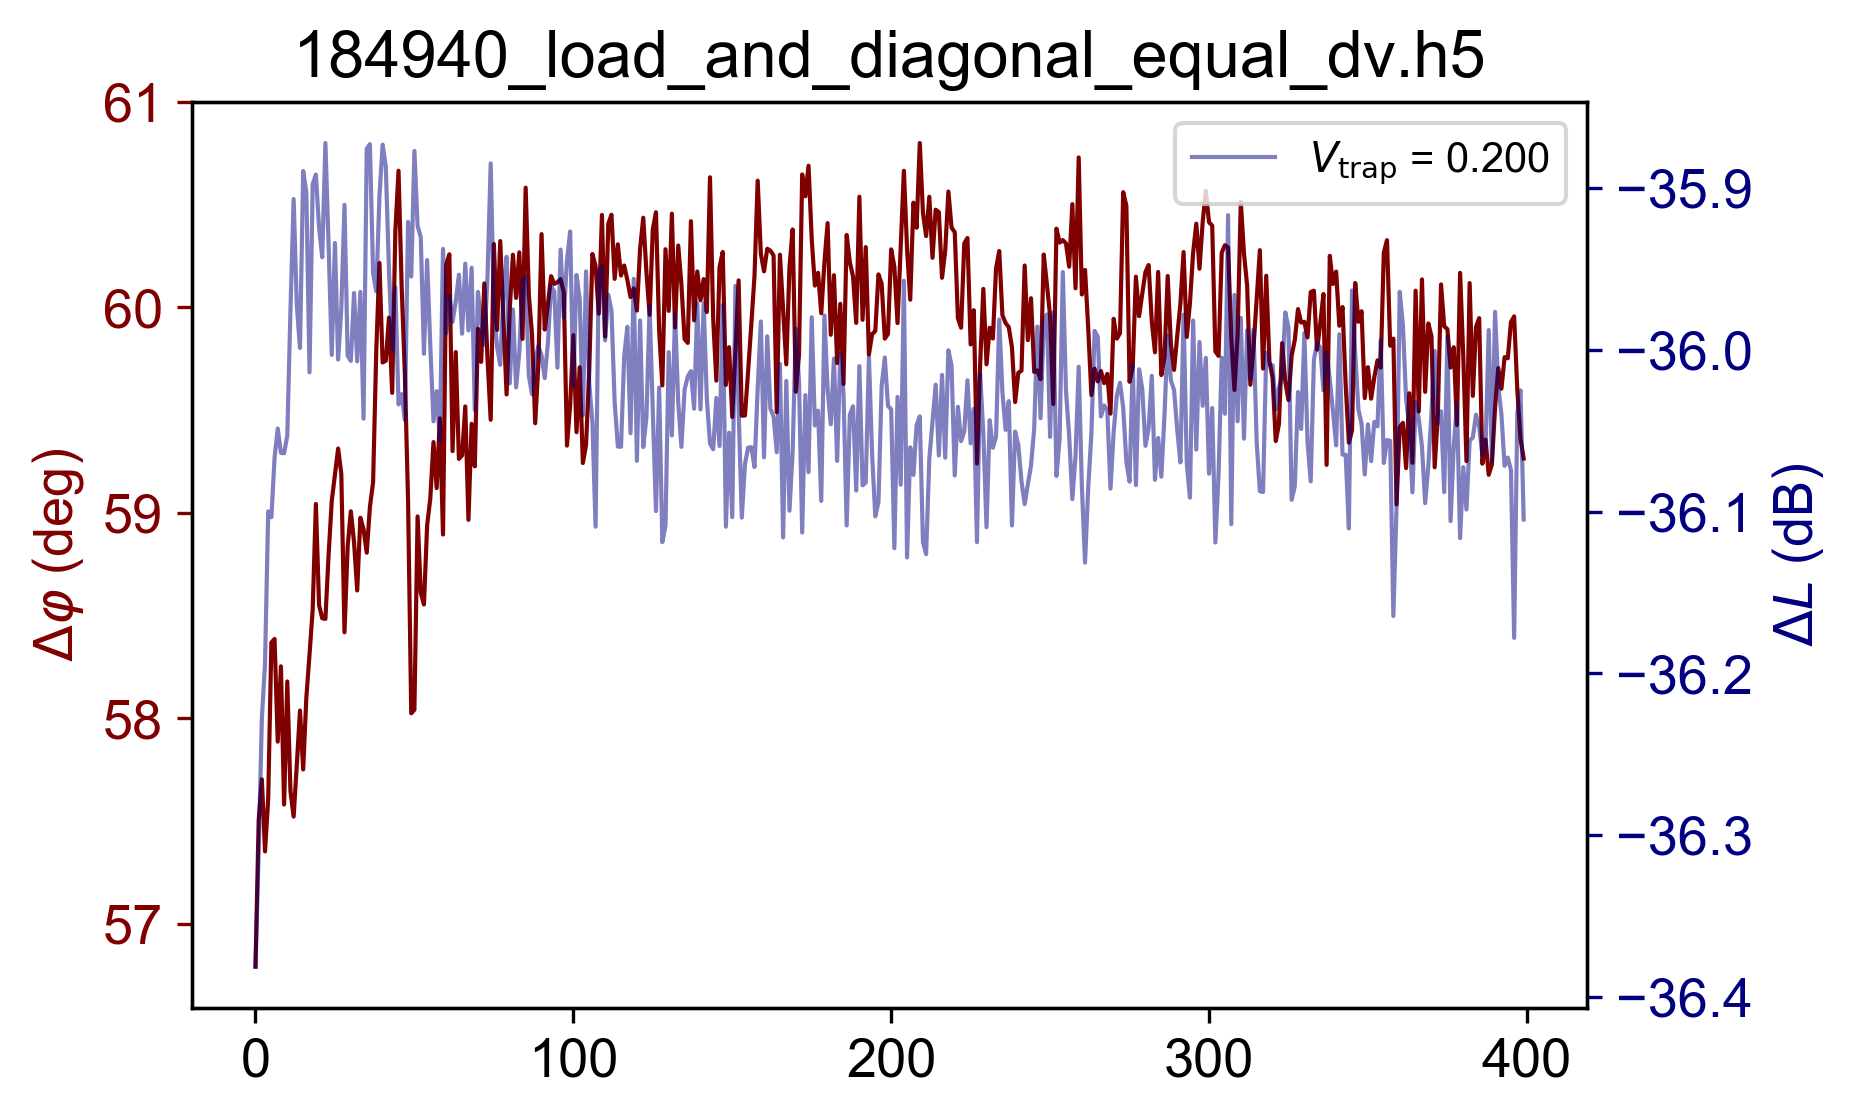 184940_load_and_diagonal_equal_dv.h5
61
60
59
58
57
Δφ (deg)
V_trap = 0.200
−35.9
−36.0
−36.1
−36.2
−36.3
−36.4
ΔL (dB)
0 100 200 300 400